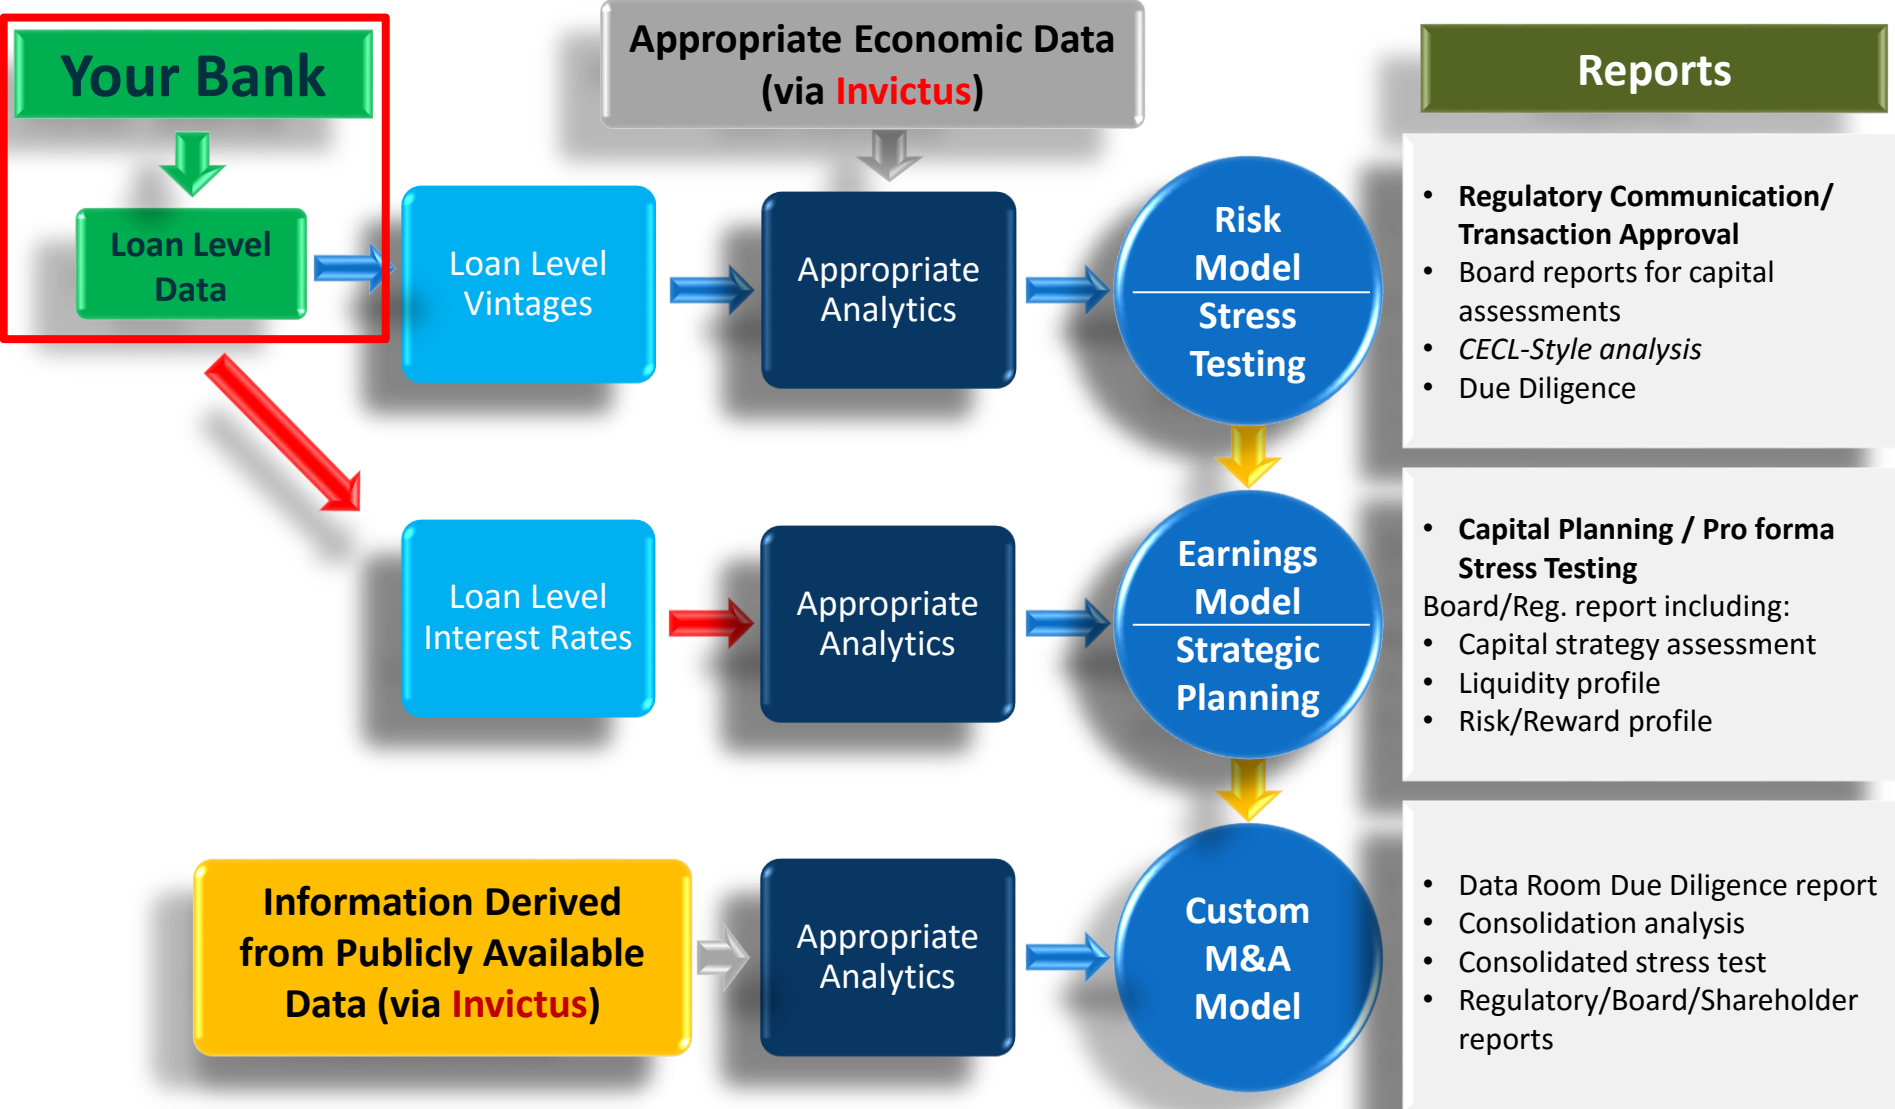 Your Bank
Loan Level
Data
Appropriate Economic Data
(via Invictus)
Loan Level
Vintages
Appropriate
Analytics
Risk
Model
Stress
Testing
Loan Level
Interest Rates
Appropriate
Analytics
Earnings
Model
Strategic
Planning
Information Derived
from Publicly Available
Data (via Invictus)
Appropriate
Analytics
Custom
M&A
Model
Reports
• Regulatory Communication/
Transaction Approval
• Board reports for capital
assessments
• CECL-Style analysis
• Due Diligence
• Capital Planning / Pro forma
Stress Testing
Board/Reg. report including:
• Capital strategy assessment
• Liquidity profile
• Risk/Reward profile
• Data Room Due Diligence report
• Consolidation analysis
• Consolidated stress test
• Regulatory/Board/Shareholder
reports